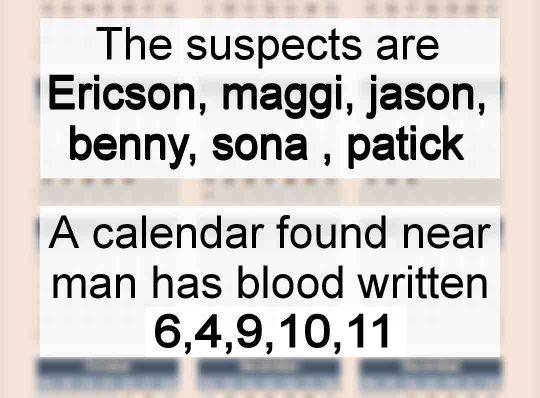 The suspects are
Ericson, maggi, jason,
benny, sona , patick
A calendar found near
man has blood written
6,4,9,10,11